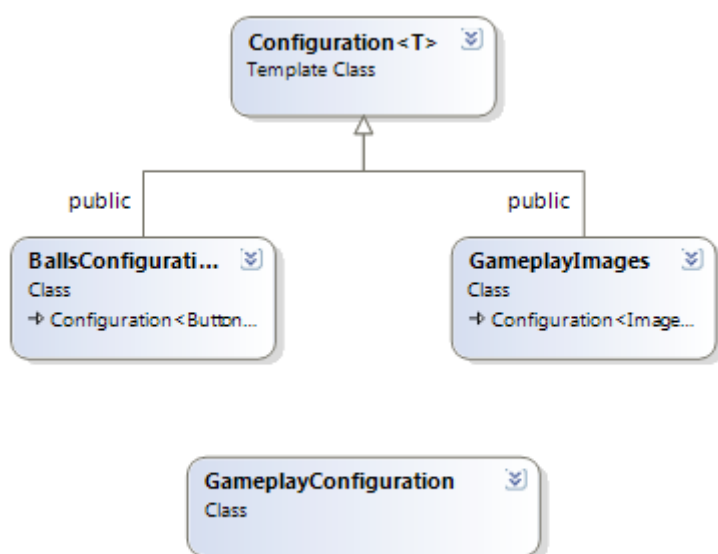 Configuration<T>
Template Class
public
public
BallsConfigurati...
Class
Configuration<Button...
GameplayImages
Class
Configuration<Image...
GameplayConfiguration
Class